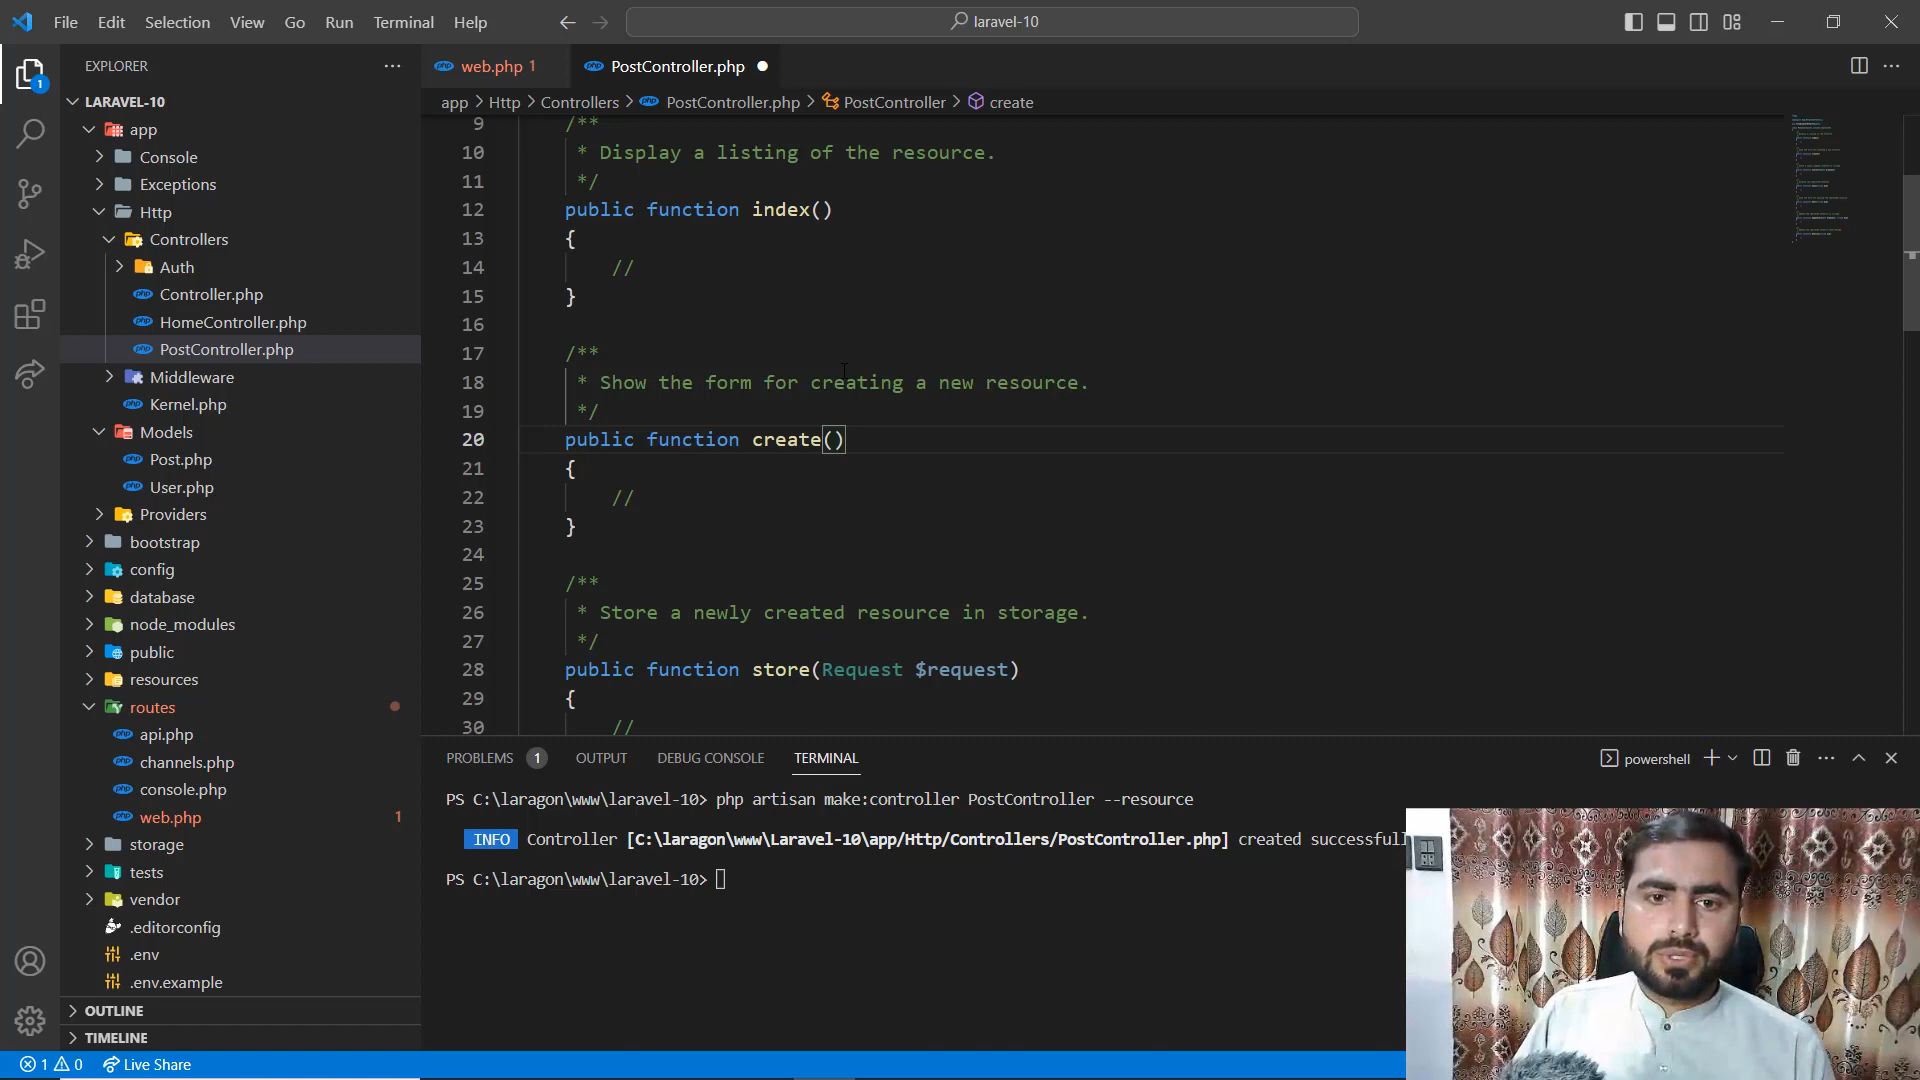 File Edit Selection View Go Run Terminal Help
laravel-10
EXPLORER
LARAVEL-10
app
Console
Exceptions
Http
Controllers
Auth
Controller.php
HomeController.php
PostController.php
Middleware
Kernel.php
Models
Post.php
User.php
Providers
bootstrap
config
database
node_modules
public
resources
routes
api.php
channels.php
console.php
web.php 1
storage
tests
vendor
.editorconfig
.env
.env.example
OUTLINE
TIMELINE
web.php 1
PostController.php
app > Http > Controllers > PostController.php > PostController > create
9 /**
10 * Display a listing of the resource.
11 */
12 public function index()
13 {
14 //
15 }
16
17 /**
18 * Show the form for creating a new resource.
19 */
20 public function create()
21 {
22 //
23 }
24
25 /**
26 * Store a newly created resource in storage.
27 */
28 public function store(Request $request)
29 {
30 //
PROBLEMS 1 OUTPUT DEBUG CONSOLE TERMINAL
powershell
PS C:\laragon\www\laravel-10> php artisan make:controller PostController --resource
INFO Controller [C:\laragon\www\Laravel-10\app/Http/Controllers/PostController.php] created successfull
PS C:\laragon\www\laravel-10>
1 0 Live Share